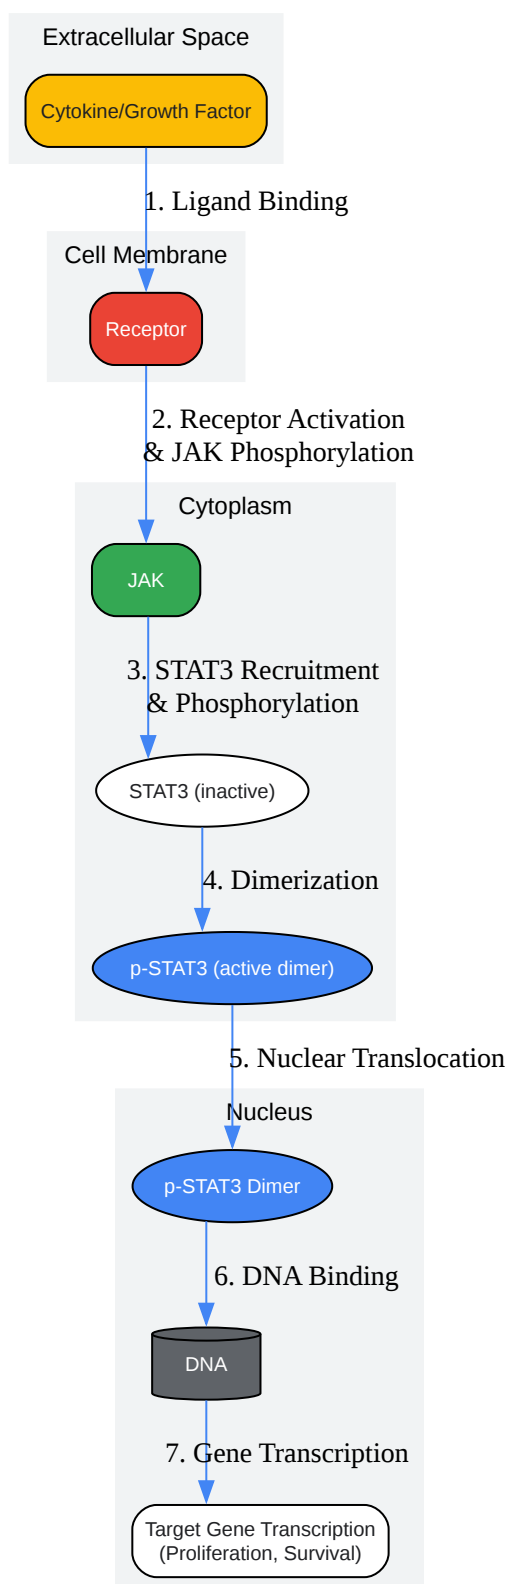 Extracellular Space
Cytokine/Growth Factor
1. Ligand Binding
Cell Membrane
Receptor
2. Receptor Activation
& JAK Phosphorylation
Cytoplasm
JAK
3. STAT3 Recruitment
& Phosphorylation
STAT3 (inactive)
4. Dimerization
p-STAT3 (active dimer)
5. Nuclear Translocation
Nucleus
p-STAT3 Dimer
6. DNA Binding
DNA
7. Gene Transcription
Target Gene Transcription
(Proliferation, Survival)